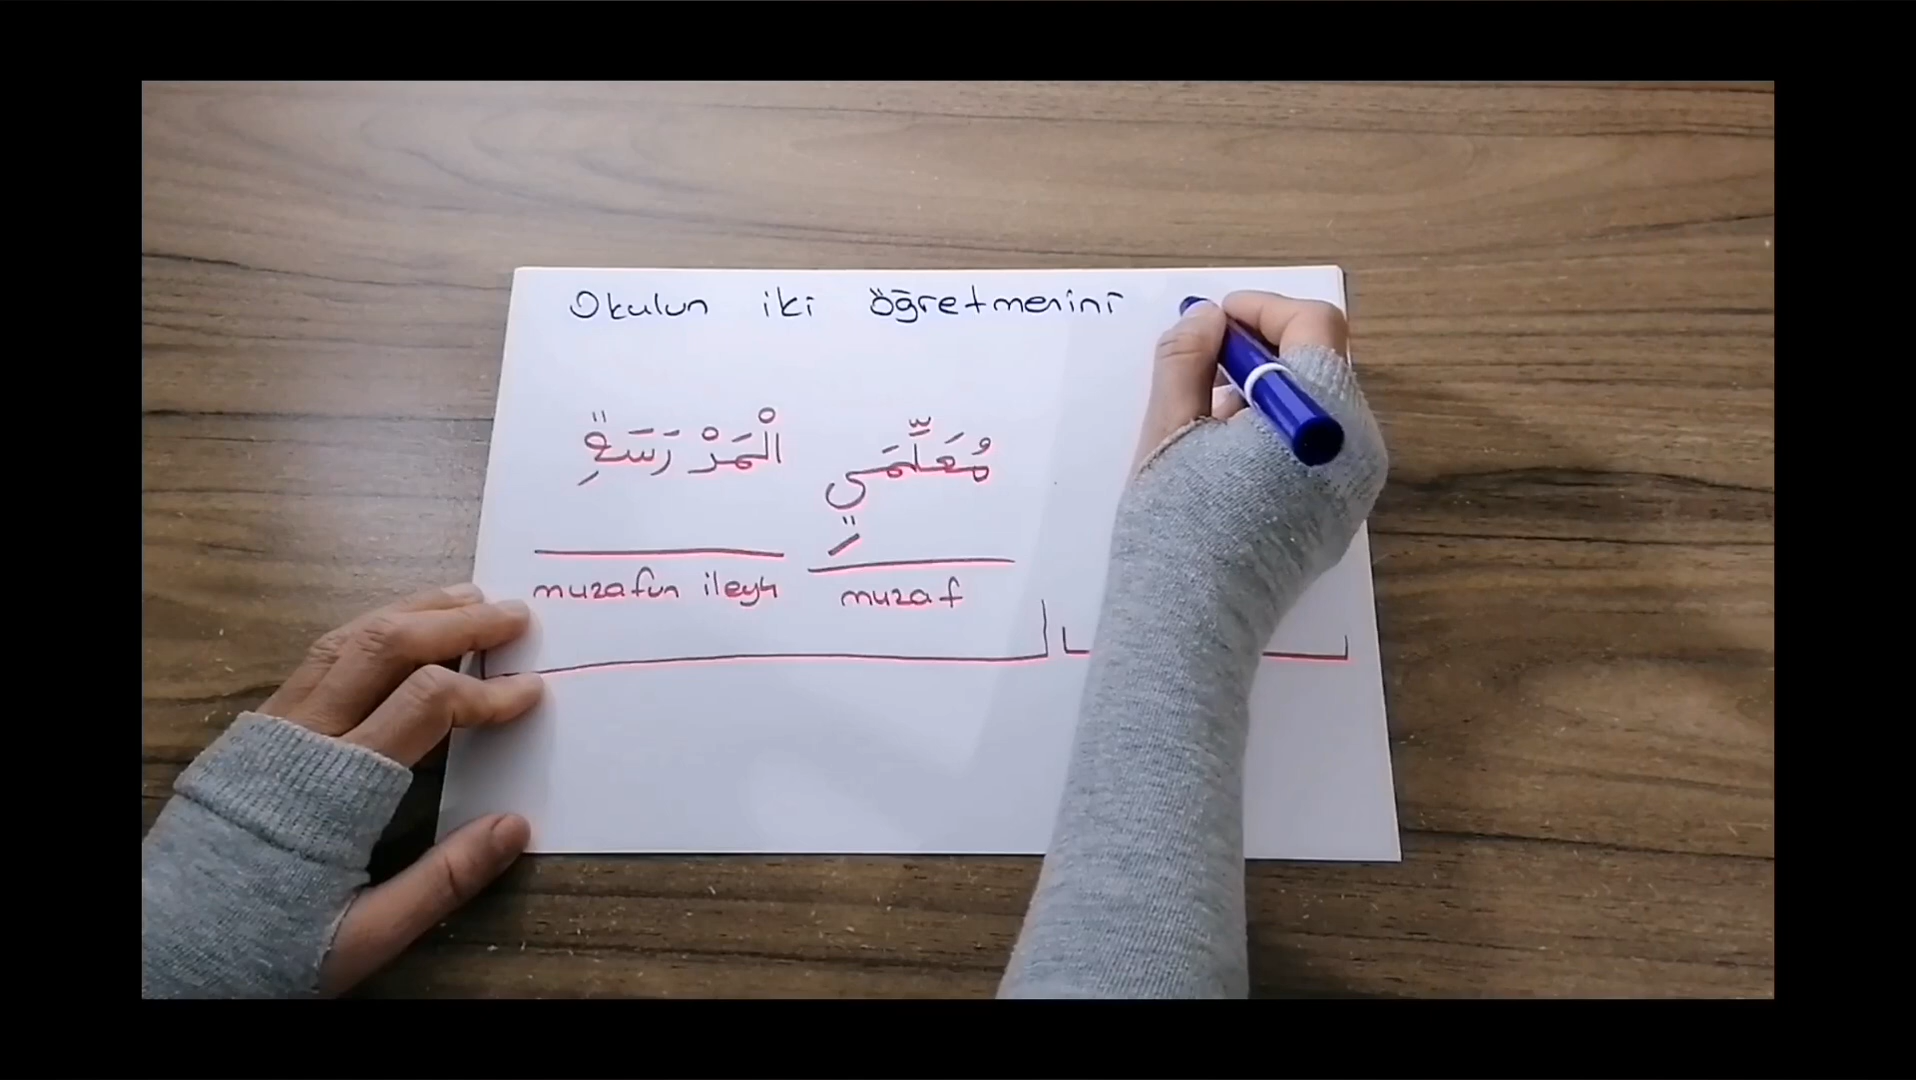 Okulun iki öğretmenini
مُعَلِّمَيِ الْمَدْرَسَةِ
muzafun ileyh muzaf